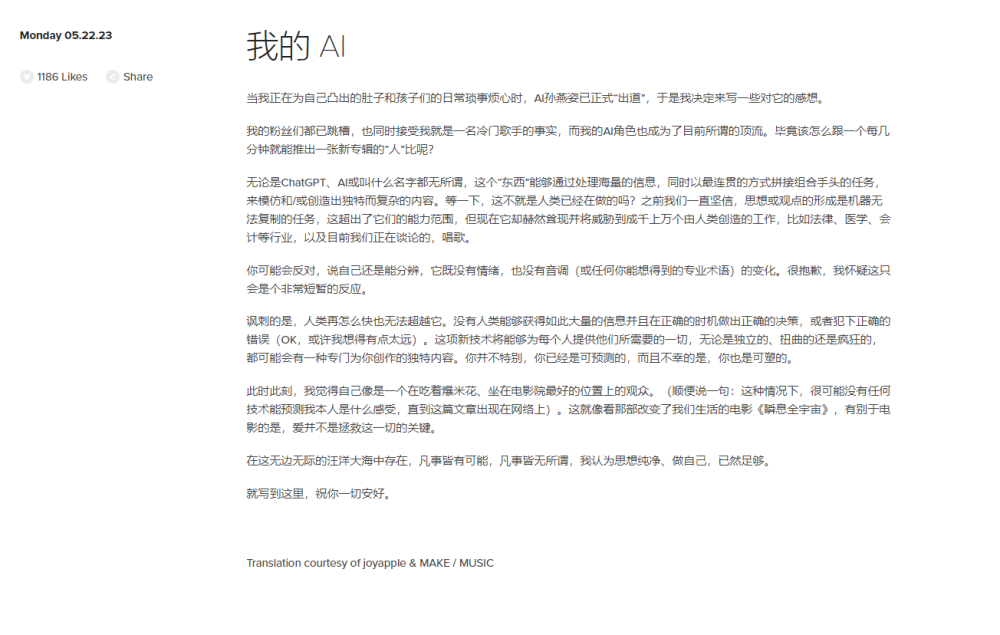 Monday 05.22.23
1186 Likes
Share
我的 AI
当我正在为自己凸出的肚子和孩子们的日常琐事烦心时，AI孙燕姿已正式"出道"，于是我决定来写一些对它的感想。
我的粉丝们都已跳槽，也同时接受我就是一名冷门歌手的事实，而我的AI角色也成为了目前所谓的顶流。毕竟该怎么跟一个每几
分钟就能推出一张新专辑的"人"比呢？
无论是ChatGPT、AI或叫什么名字都无所谓，这个"东西"能够通过处理海量的信息，同时以最连贯的方式拼接组合手头的任务，
来模仿和/或创造出独特而复杂的内容。等一下，这不就是人类已经在做的吗？之前我们一直坚信，思想或观点的形成是机器无
法复制的任务，这超出了它们的能力范围，但现在它却赫然耸现并将威胁到成千上万个由人类创造的工作，比如法律、医学、会
计等行业，以及目前我们正在谈论的，唱歌。
你可能会反对，说自己还是能分辨，它既没有情绪，也没有音调（或任何你能想得到的专业术语）的变化。很抱歉，我怀疑这只
会是个非常短暂的反应。
讽刺的是，人类再怎么快也无法超越它。没有人类能够获得如此大量的信息并且在正确的时机做出正确的决策，或者犯下正确的
错误（OK，或许我想得有点太远）。这项新技术将能够为每个人提供他们所需要的一切，无论是独立的、扭曲的还是疯狂的，
都可能会有一种专门为你创作的独特内容。你并不特别，你已经是可预测的，而且不幸的是，你也是可塑的。
此时此刻，我觉得自己像是一个在吃着爆米花、坐在电影院最好的位置上的观众。（顺便说一句：这种情况下，很可能没有任何
技术能预测我本人是什么感受，直到这篇文章出现在网络上）。这就像看那部改变了我们生活的电影《瞬息全宇宙》，有别于电
影的是，爱并不是拯救这一切的关键。
在这无边无际的汪洋大海中存在，凡事皆有可能，凡事皆无所谓，我认为思想纯净、做自己，已然足够。
就写到这里，祝你一切安好。
Translation courtesy of joyapple & MAKE / MUSIC